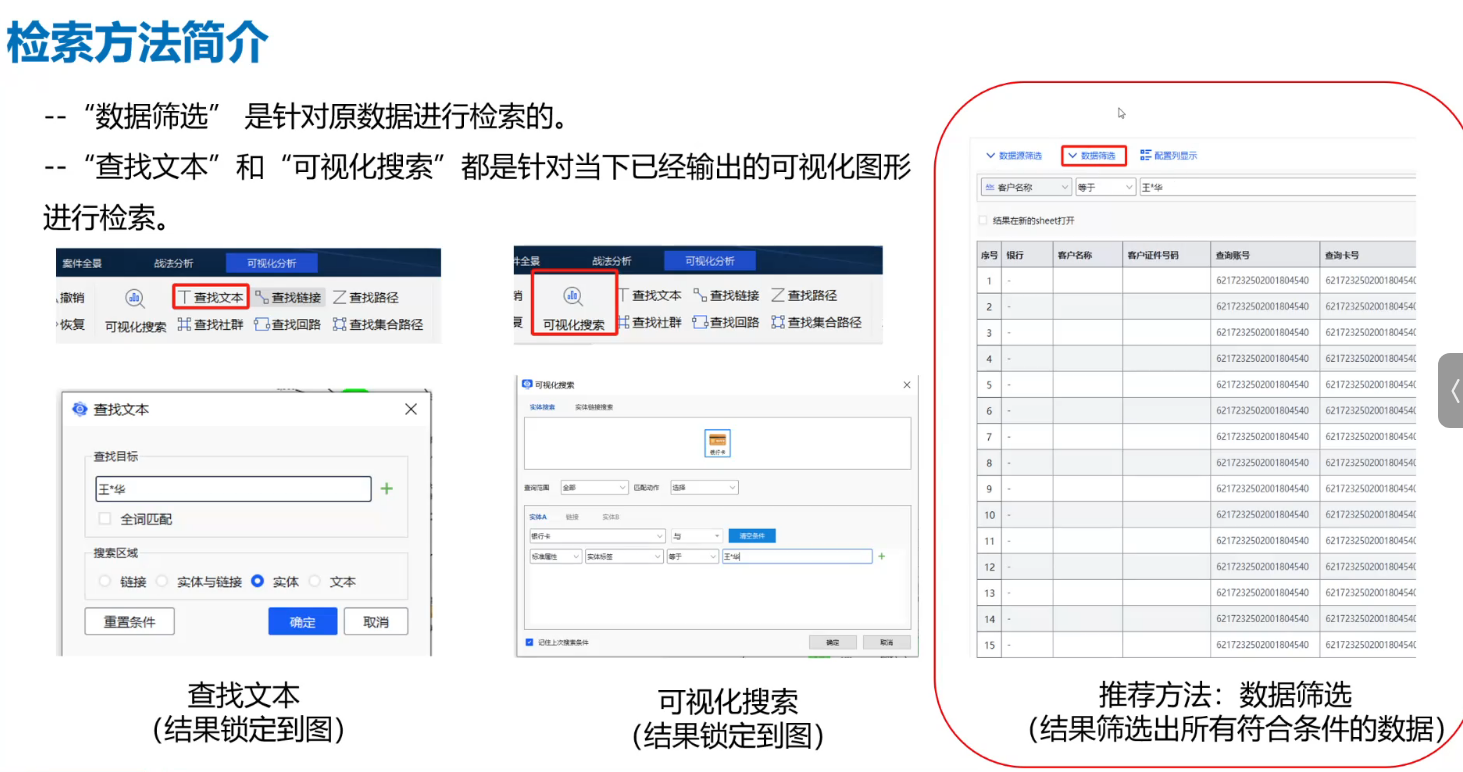 检索方法简介
--“数据筛选” 是针对原数据进行检索的。
--“查找文本”和“可视化搜索”都是针对当下已经输出的可视化图形
进行检索。
案件全景 战法分析 可视化分析
撤销 可视化搜索 查找文本 查找链接 查找路径
恢复 查找社群 查找回路 查找集合路径
查找文本
查找目标
王*华
全词匹配
搜索区域
链接 实体与链接 实体 文本
重置条件 确定 取消
查找文本
（结果锁定到图）
件全景 战法分析 可视化分析
销 可视化搜索 查找文本 查找链接 查找路径
复 查找社群 查找回路 查找集合路径
可视化搜索
实体搜索 实体链接搜索
银行卡
查询范围 全部 匹配动作 选择
实体A 链接 实体B
银行卡 与 清空条件
标准属性 实体标签 等于 王*华
记住上次搜索条件 确定 取消
可视化搜索
（结果锁定到图）
数据源筛选 数据筛选 配置列显示
客户名称 等于 王*华
结果在新的sheet打开
序号 银行 客户名称 客户证件号码 查询账号 查询卡号
1 - 6217232502001804540 6217232502001804540
2 - 6217232502001804540 6217232502001804540
3 - 6217232502001804540 6217232502001804540
4 - 6217232502001804540 6217232502001804540
5 - 6217232502001804540 6217232502001804540
6 - 6217232502001804540 6217232502001804540
7 - 6217232502001804540 6217232502001804540
8 - 6217232502001804540 6217232502001804540
9 - 6217232502001804540 6217232502001804540
10 - 6217232502001804540 6217232502001804540
11 - 6217232502001804540 6217232502001804540
12 - 6217232502001804540 6217232502001804540
13 - 6217232502001804540 6217232502001804540
14 - 6217232502001804540 6217232502001804540
15 - 6217232502001804540 6217232502001804540
推荐方法：数据筛选
（结果筛选出所有符合条件的数据）